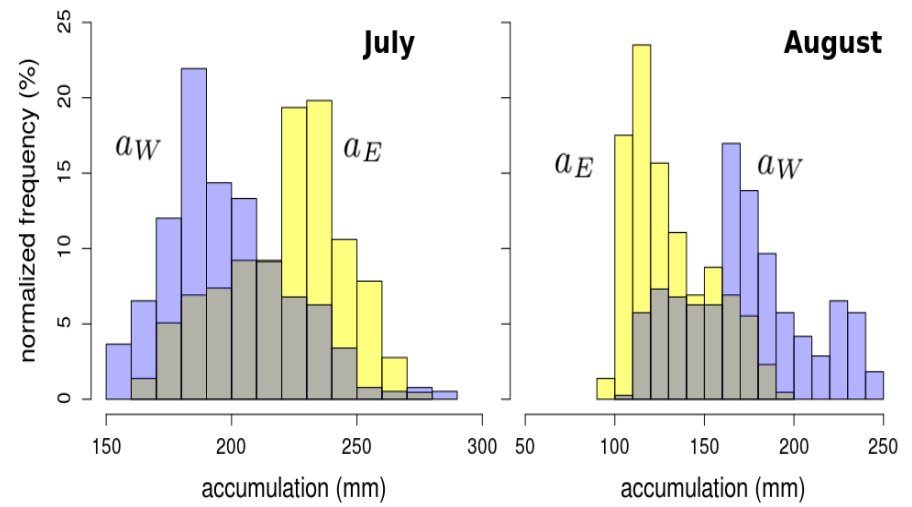 normalized frequency (%)
0 5 10 15 20 25
July
a_W
a_E
150 200 250 300
accumulation (mm)
August
a_E
a_W
50 100 150 200 250
accumulation (mm)